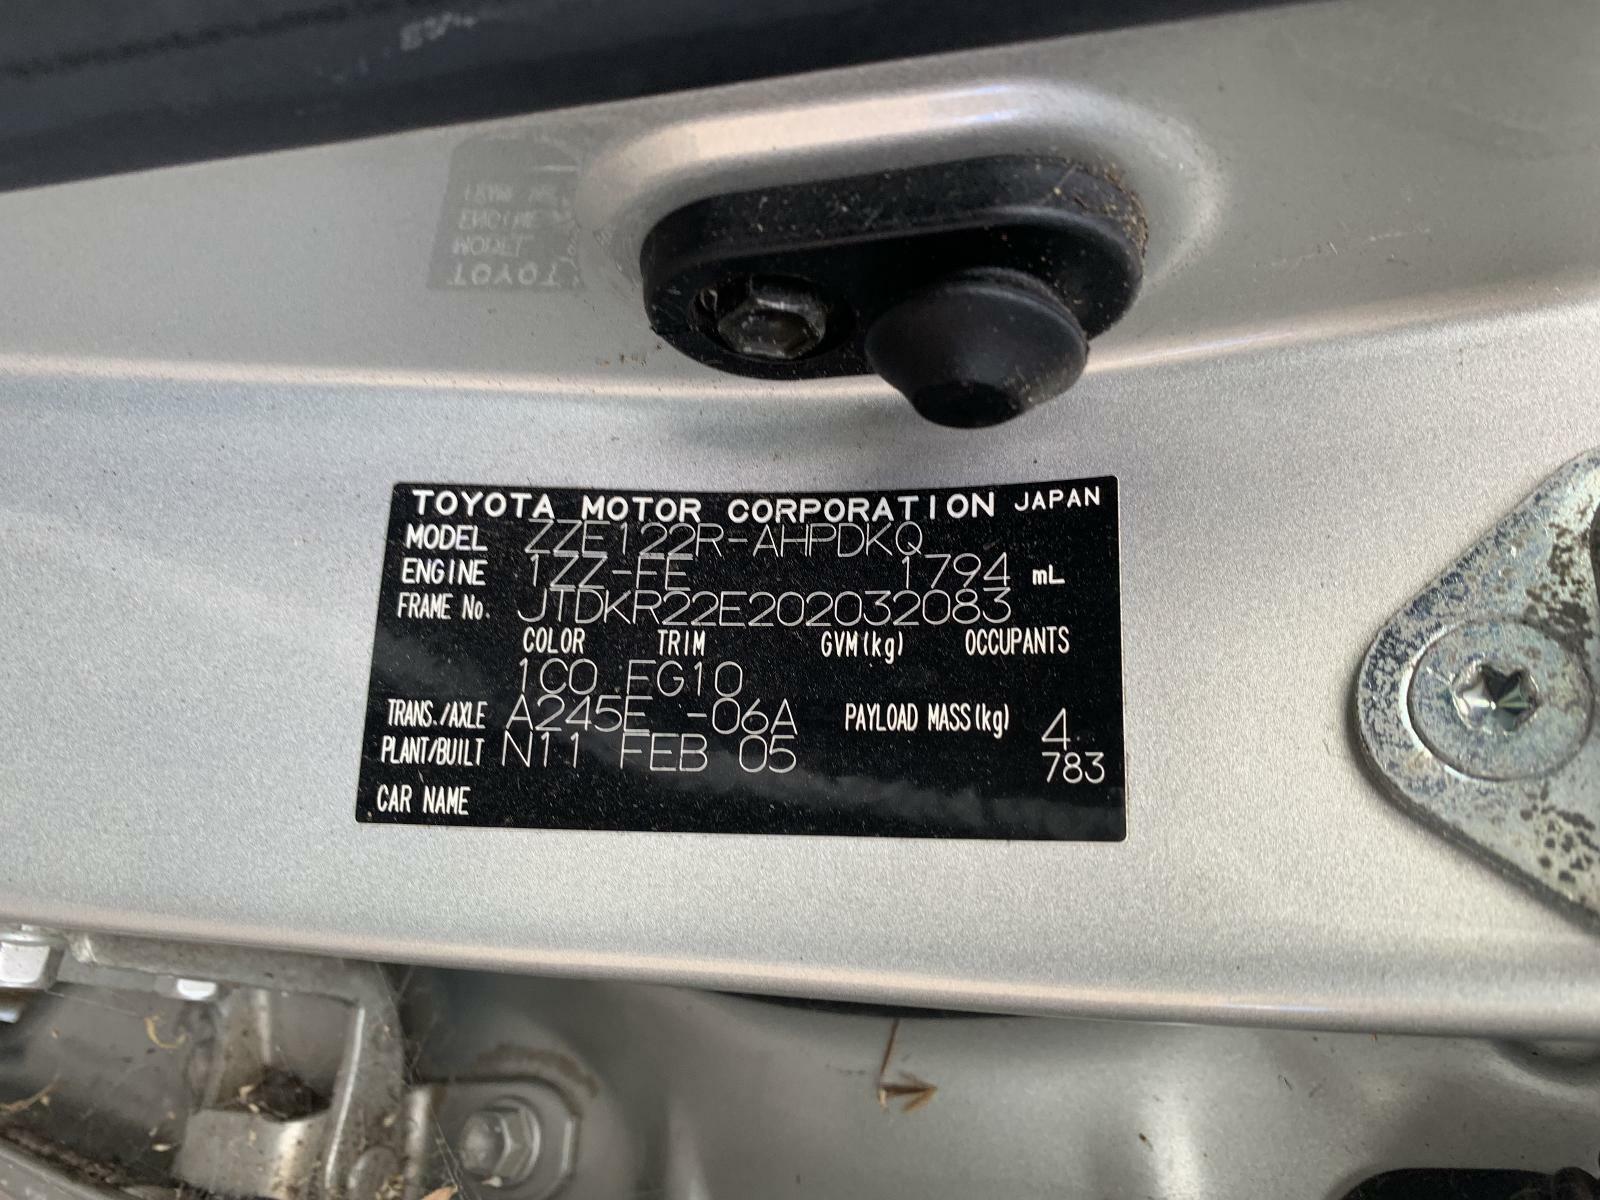 TOYOTA MOTOR CORPORATION JAPAN
MODEL ZZE122R-AHPDKQ
ENGINE 1ZZ-FE 1794 mL
FRAME No. JTDKR22E202032083
COLOR TRIM GVM(kg) OCCUPANTS
1C0 FG10
TRANS./AXLE A245E -06A PAYLOAD MASS(kg) 4
PLANT/BUILT N11 FEB 05 783
CAR NAME